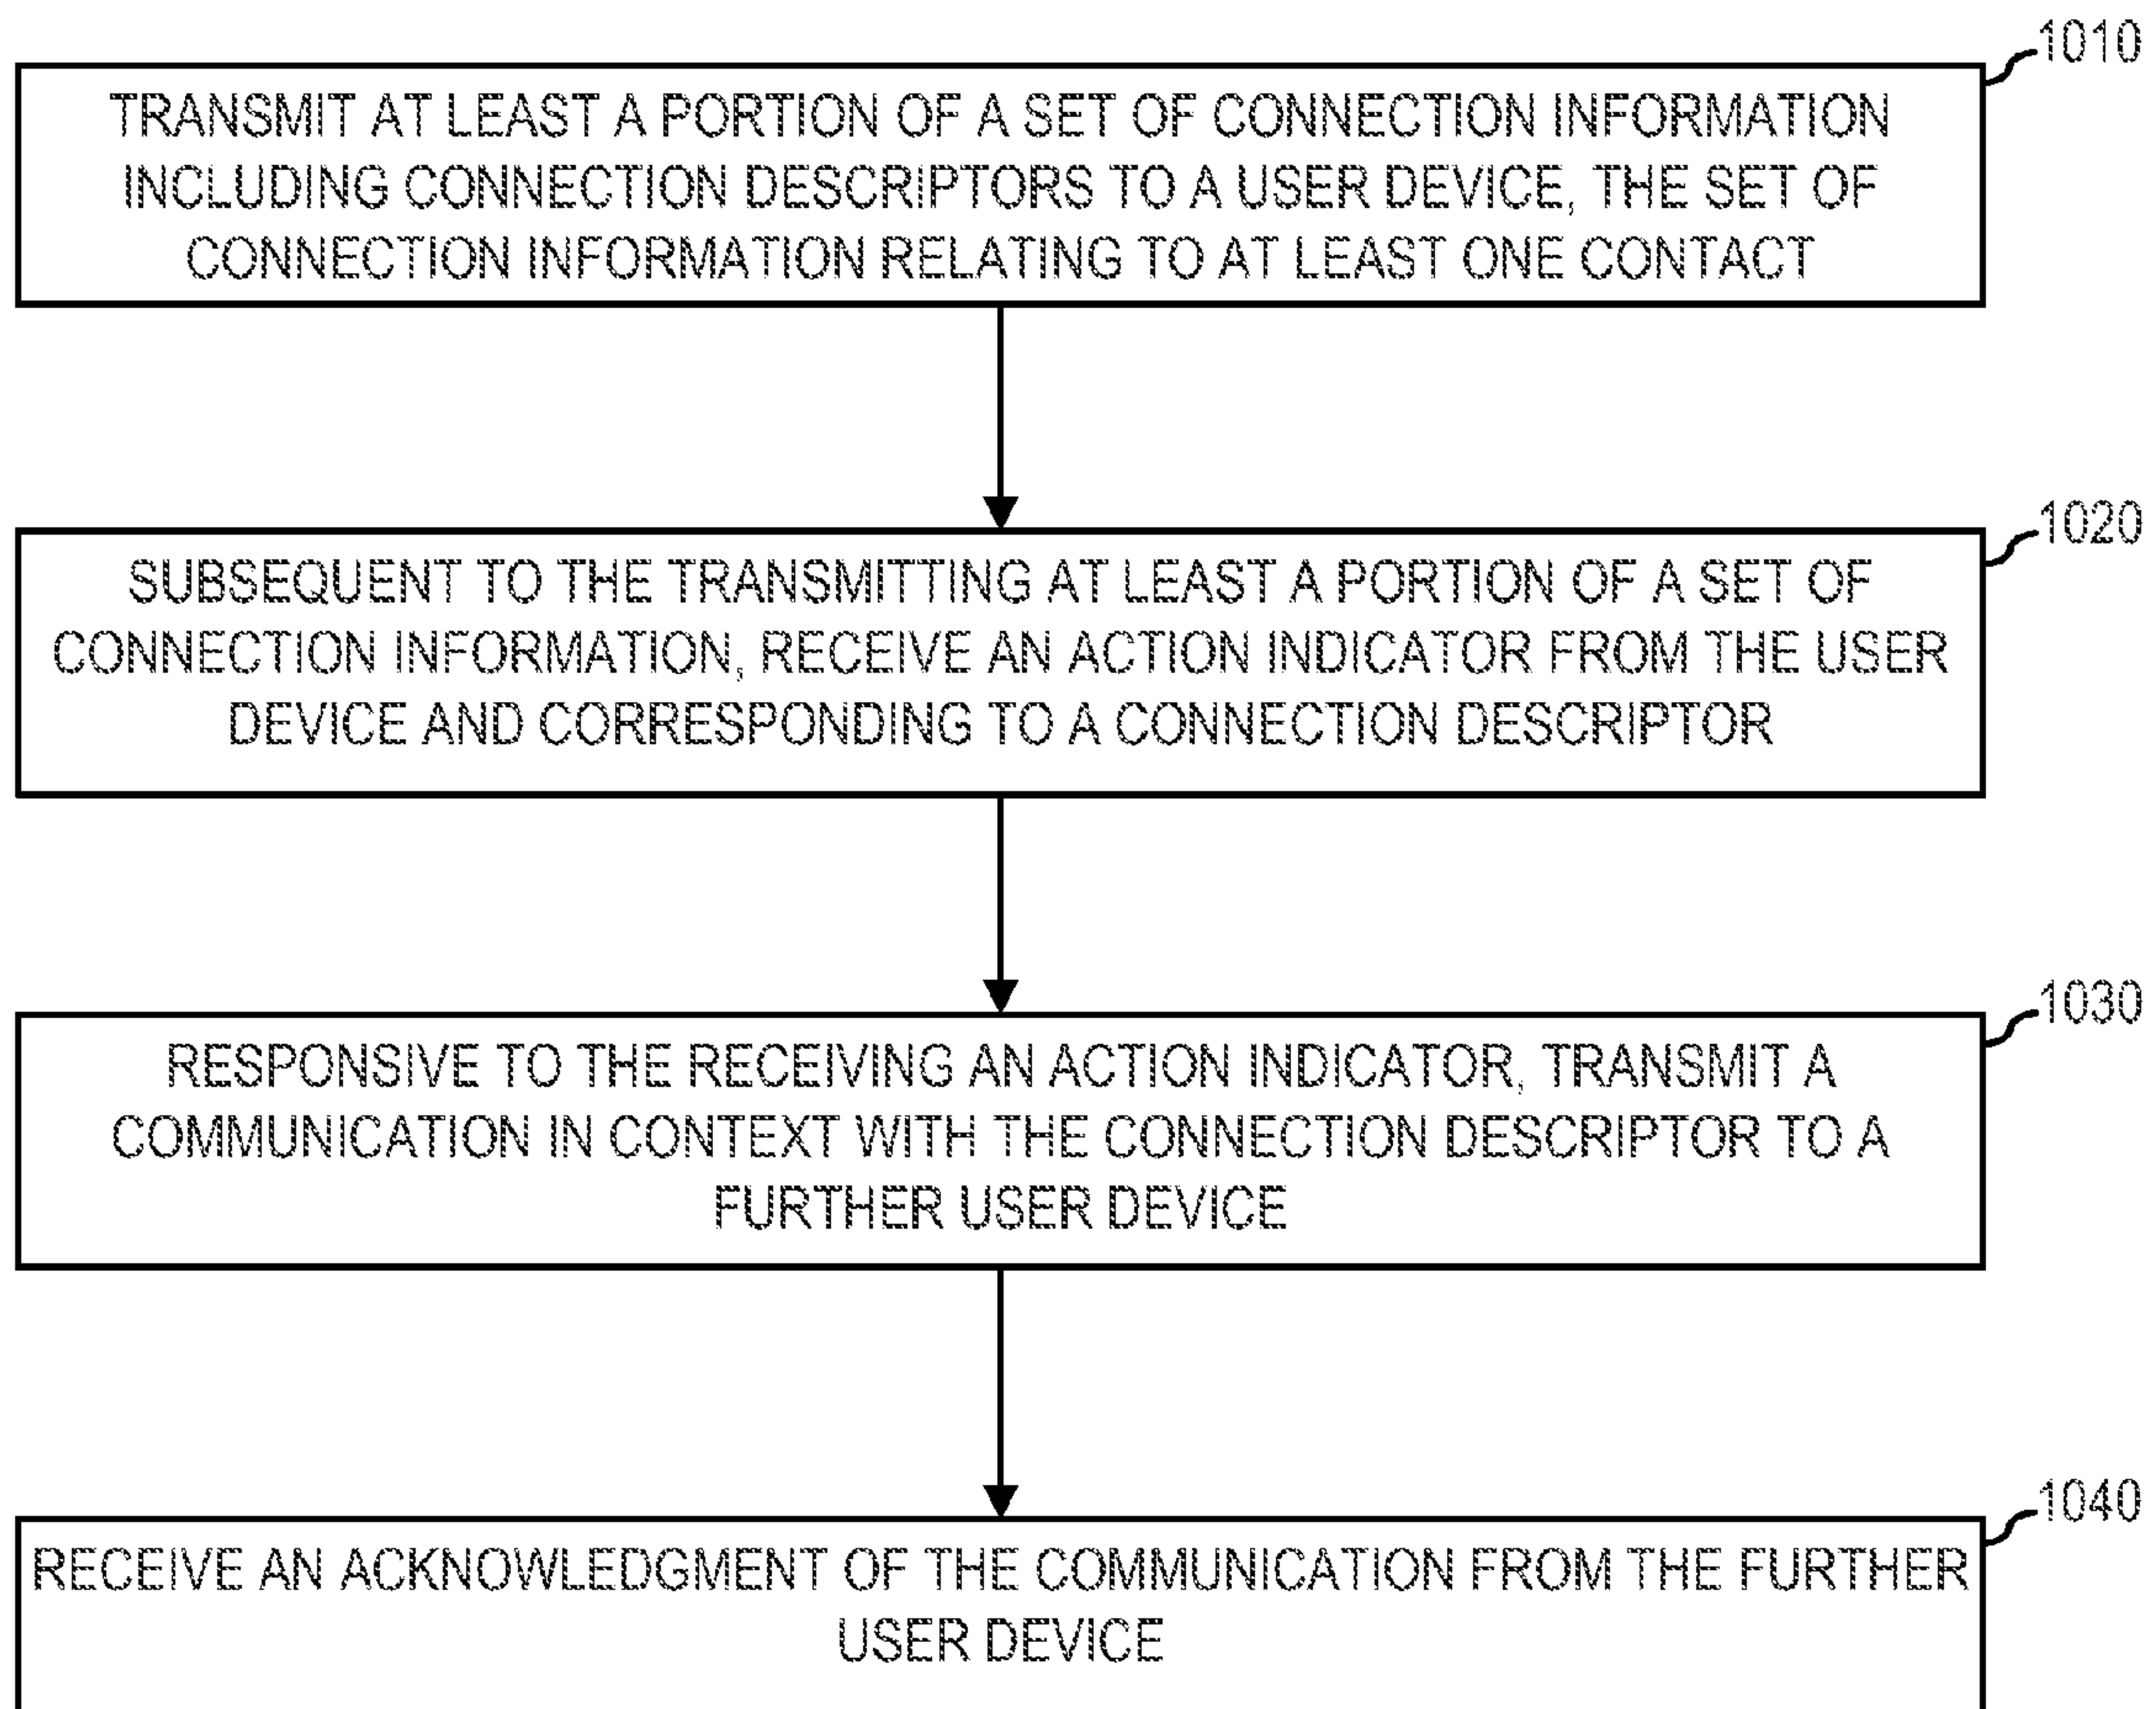 1010
TRANSMIT AT LEAST A PORTION OF A SET OF CONNECTION INFORMATION
INCLUDING CONNECTION DESCRIPTORS TO A USER DEVICE, THE SET OF
CONNECTION INFORMATION RELATING TO AT LEAST ONE CONTACT
1020
SUBSEQUENT TO THE TRANSMITTING AT LEAST A PORTION OF A SET OF
CONNECTION INFORMATION, RECEIVE AN ACTION INDICATOR FROM THE USER
DEVICE AND CORRESPONDING TO A CONNECTION DESCRIPTOR
1030
RESPONSIVE TO THE RECEIVING AN ACTION INDICATOR, TRANSMIT A
COMMUNICATION IN CONTEXT WITH THE CONNECTION DESCRIPTOR TO A
FURTHER USER DEVICE
1040
RECEIVE AN ACKNOWLEDGMENT OF THE COMMUNICATION FROM THE FURTHER
USER DEVICE